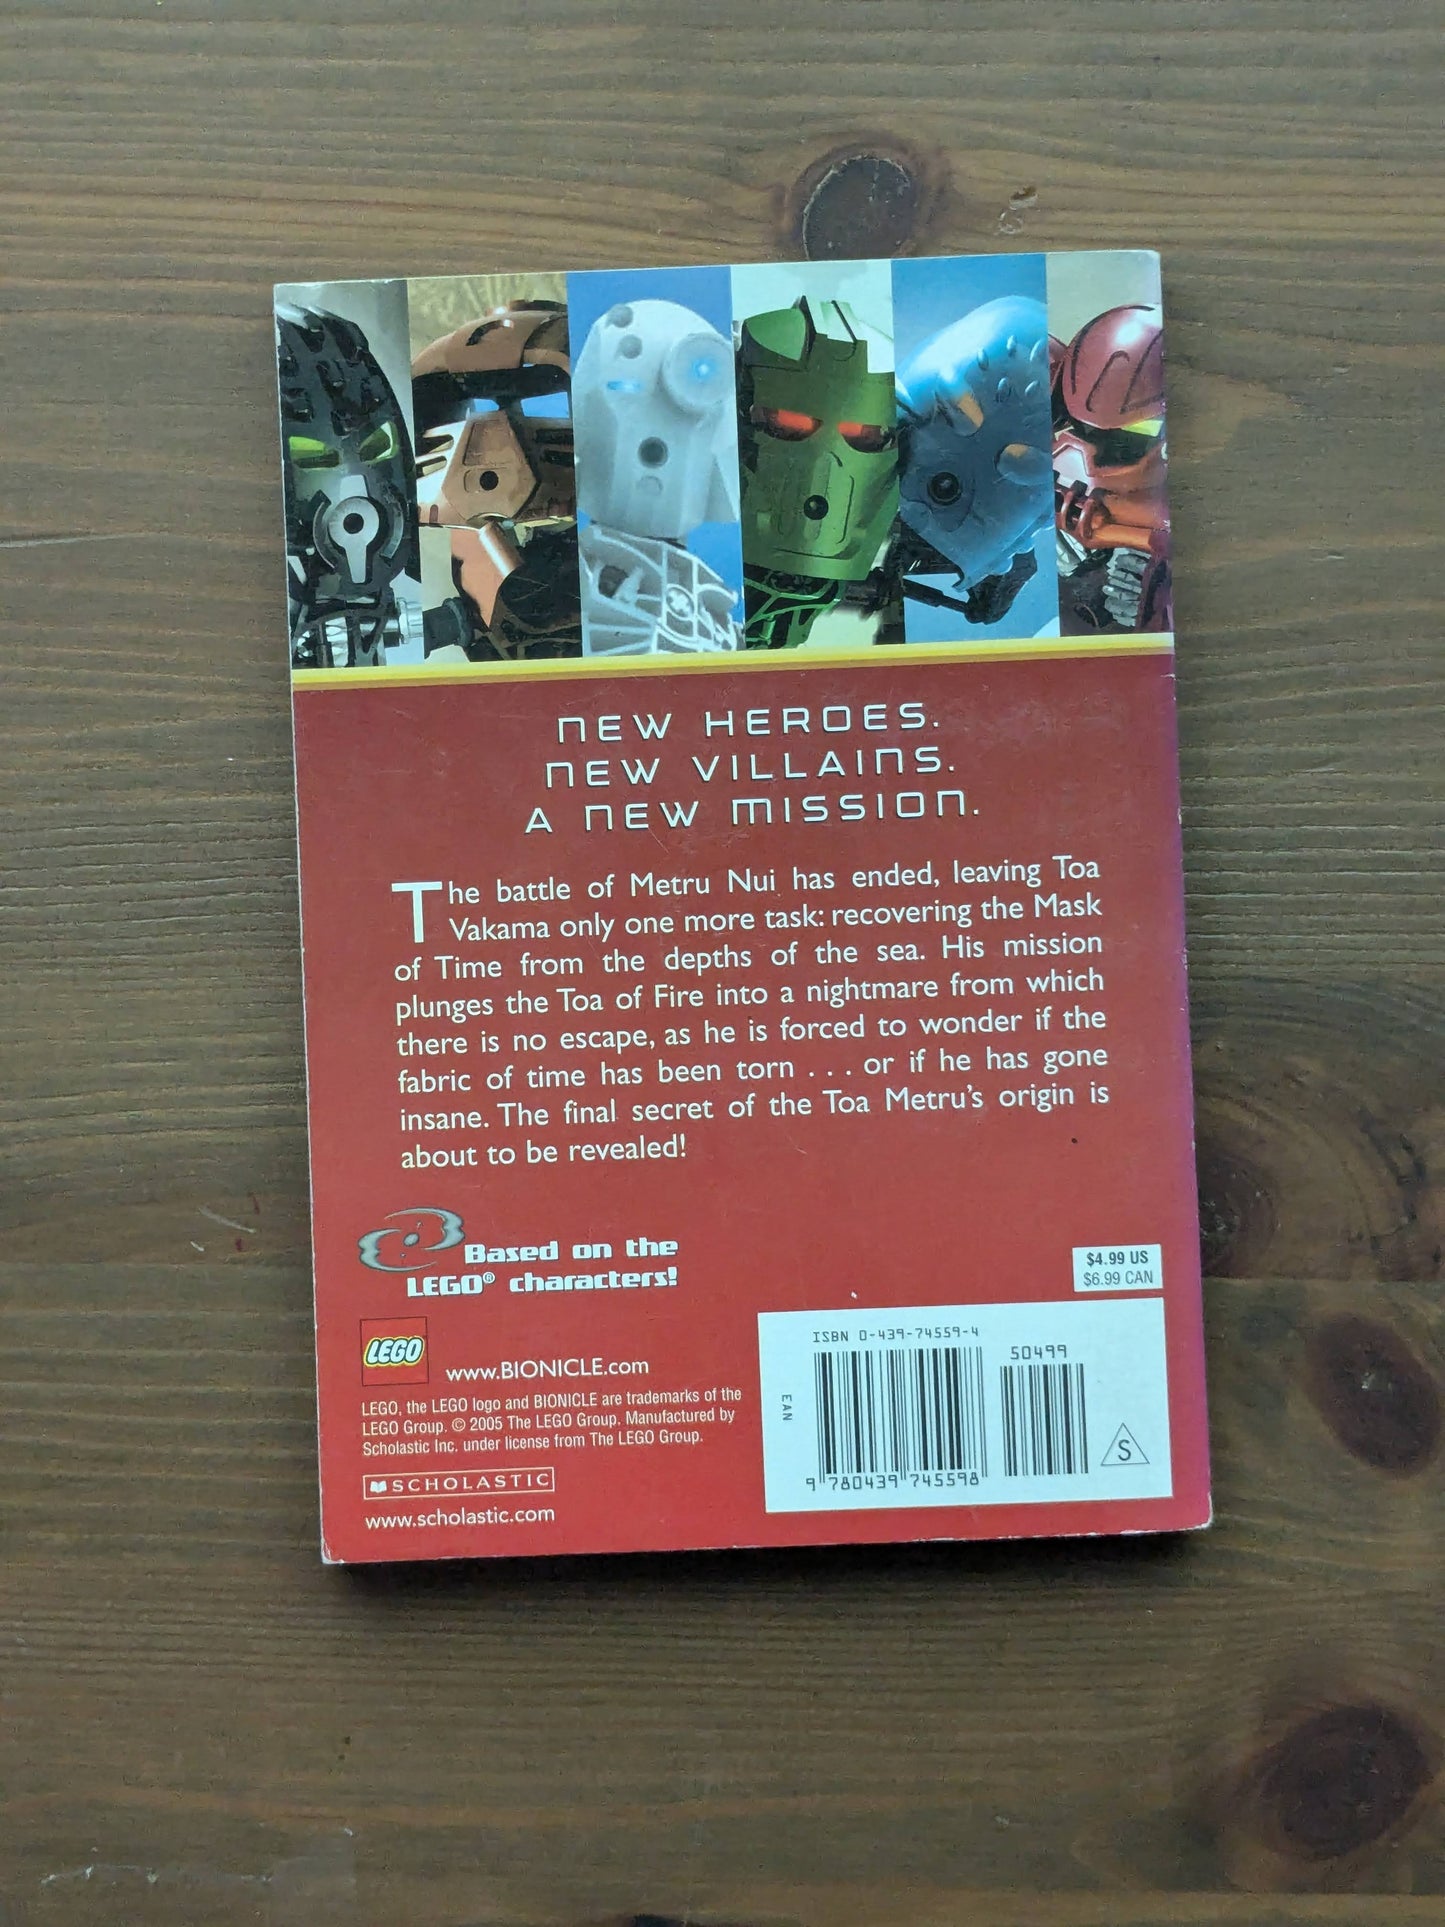 NEW HEROES.
NEW VILLAINS.
A NEW MISSION.
The battle of Metru Nui has ended, leaving Toa
Vakama only one more task: recovering the Mask
of Time from the depths of the sea. His mission
plunges the Toa of Fire into a nightmare from which
there is no escape, as he is forced to wonder if the
fabric of time has been torn . . . or if he has gone
insane. The final secret of the Toa Metru's origin is
about to be revealed!
Based on the
LEGO® characters!
$4.99 US
$6.99 CAN
LEGO
www.BIONICLE.com
LEGO, the LEGO logo and BIONICLE are trademarks of the
LEGO Group. © 2005 The LEGO Group. Manufactured by
Scholastic Inc. under license from The LEGO Group.
SCHOLASTIC
www.scholastic.com
ISBN 0-439-74559-4
50499
EAN
9 780439 745598
S